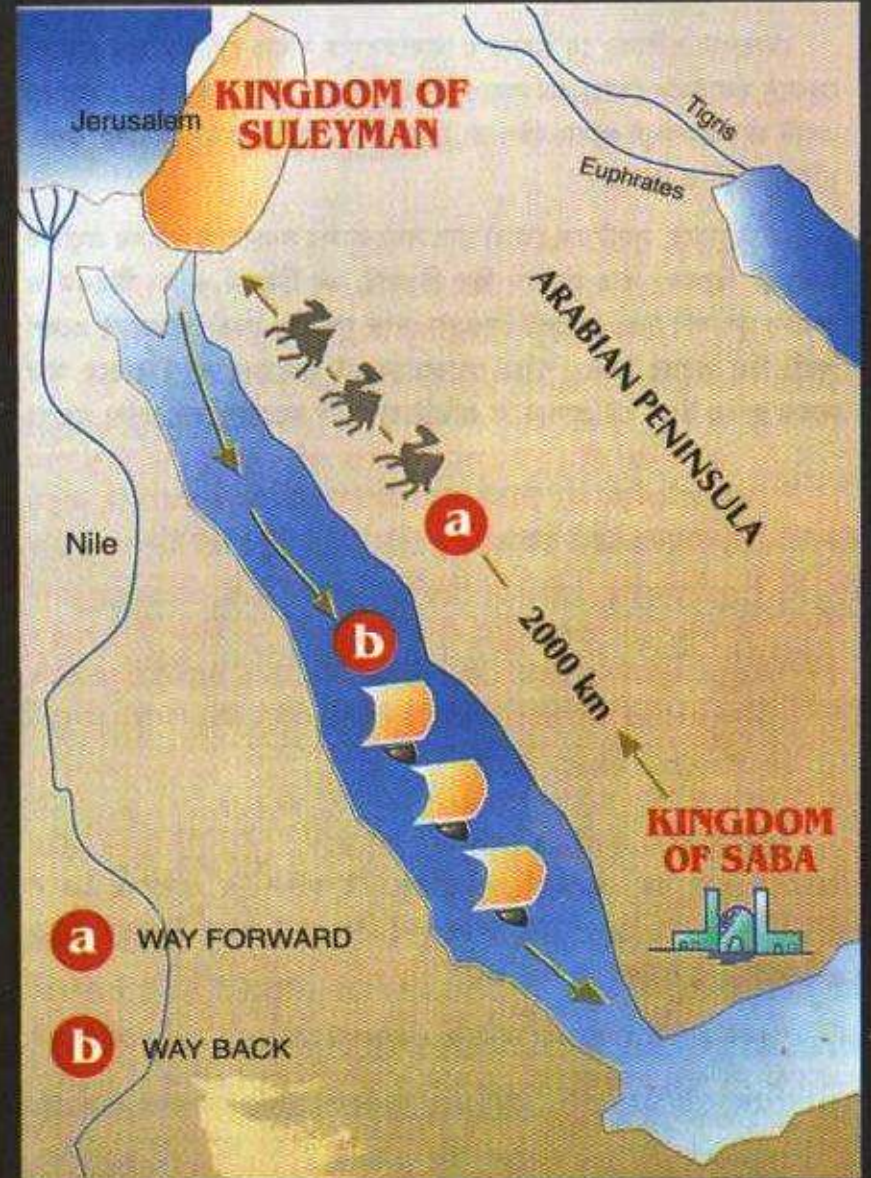 Jerusalem
KINGDOM OF
SULEYMAN
Tigris
Euphrates
ARABIAN PENINSULA
a
Nile
2000 km
b
KINGDOM
OF SABA
a WAY FORWARD
b WAY BACK